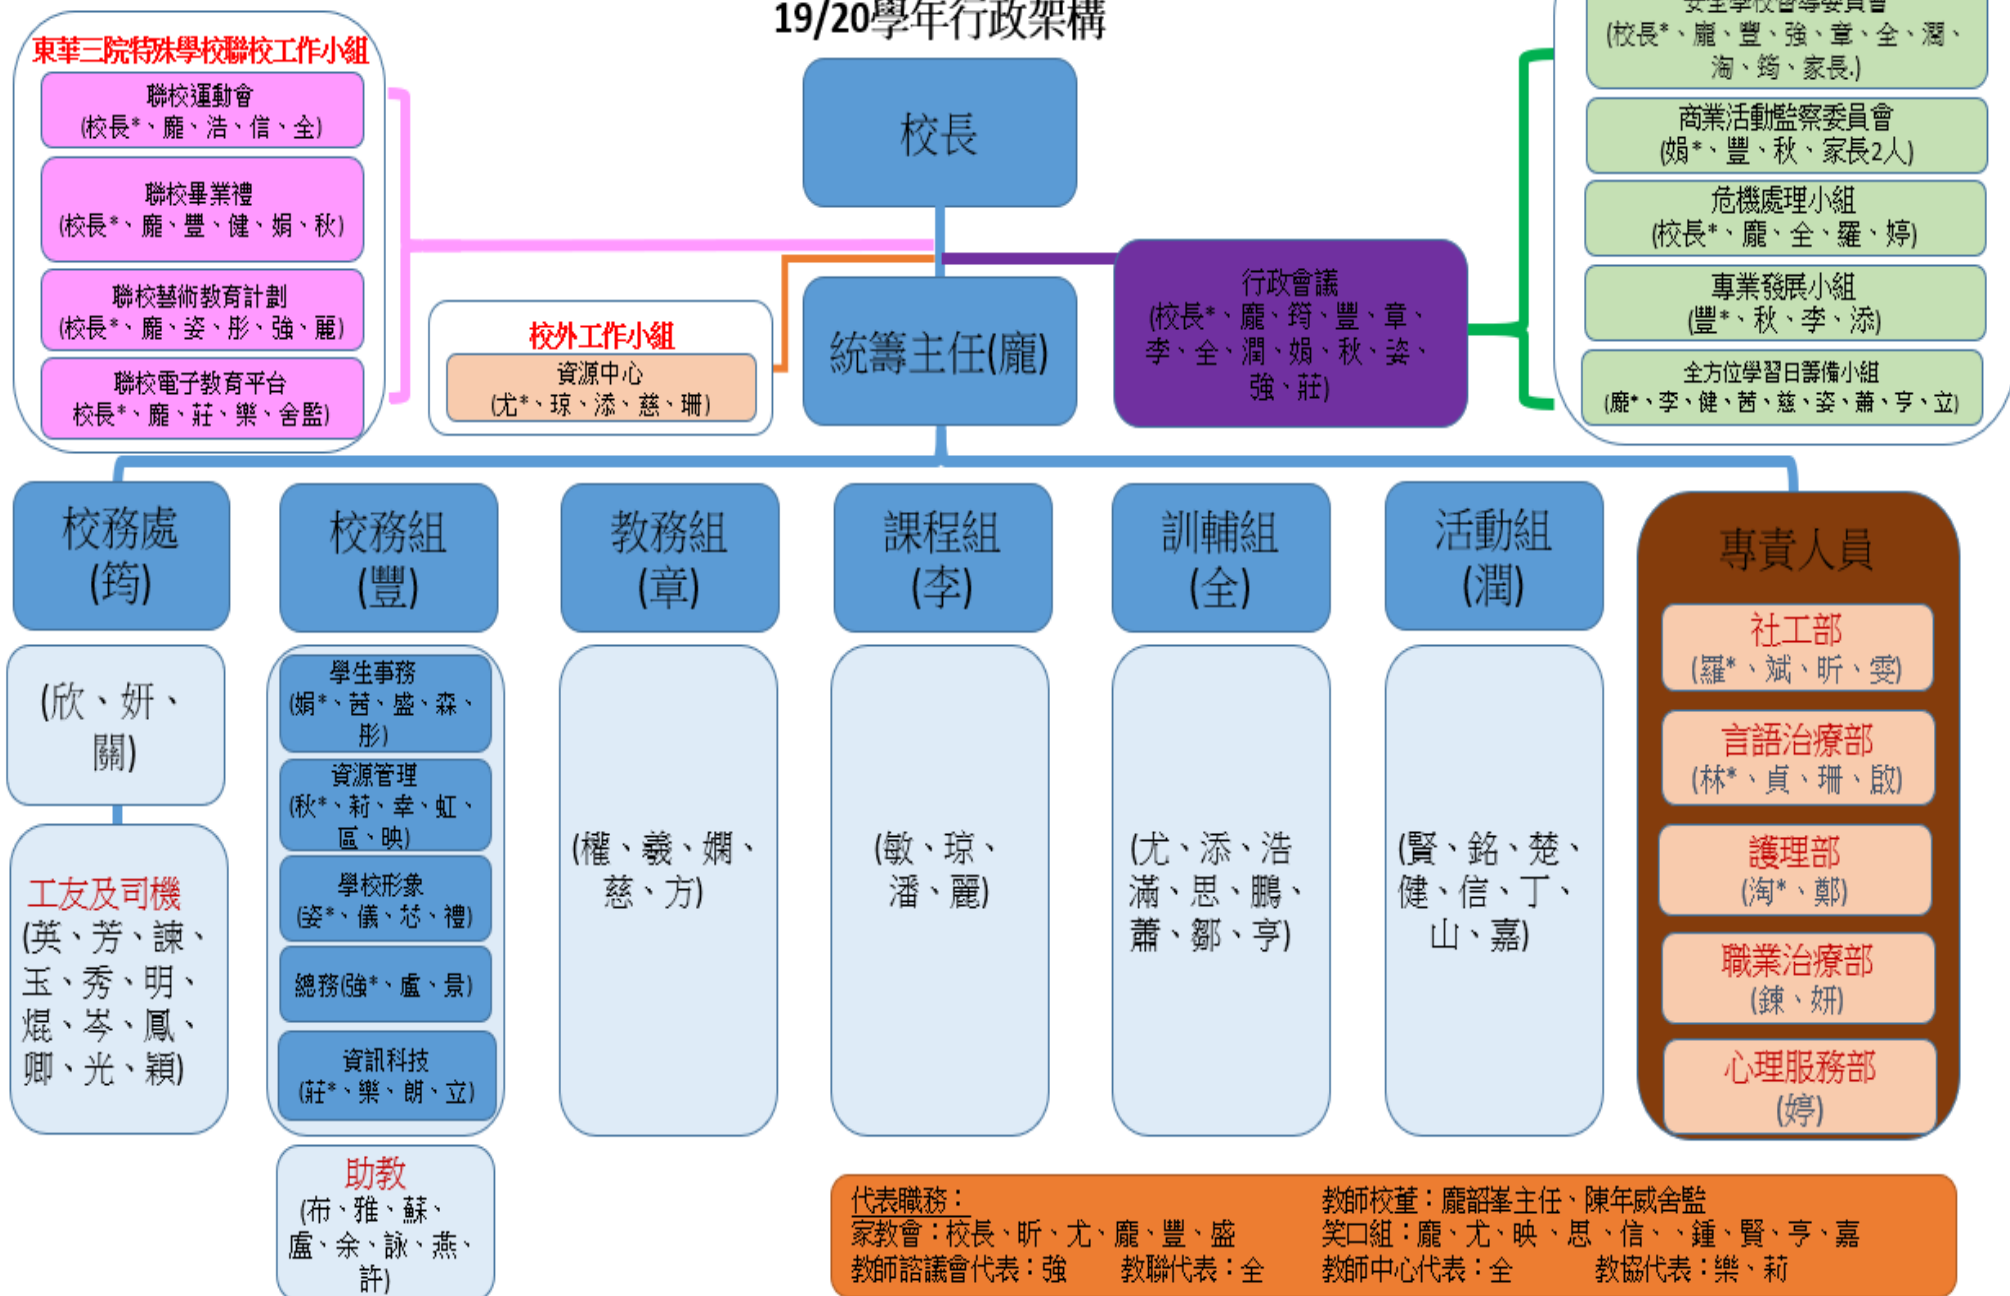 19/20學年行政架構
東華三院特殊學校聯校工作小組
聯校運動會
(校長*、龐、浩、信、全)
聯校畢業禮
(校長*、龐、豐、健、娟、秋)
聯校藝術教育計劃
(校長*、龐、姿、彤、強、麗)
聯校電子教育平台
校長*、龐、莊、樂、舍監)
校外工作小組
資源中心
(尤*、琼、添、慈、珊)
校長
統籌主任(龐)
行政會議
(校長*、龐、筠、豐、章、
李、全、潤、娟、秋、姿、
強、莊)
安全學校督導委員會
(校長*、龐、豐、強、章、全、潤、
淘、筠、家長.)
商業活動監察委員會
(娟*、豐、秋、家長2人)
危機處理小組
(校長*、龐、全、羅、婷)
專業發展小組
(豐*、秋、李、添)
全方位學習日籌備小組
(龐*、李、健、茜、慈、姿、蕭、亨、立)
校務處
(筠)
(欣、妍、
關)
工友及司機
(英、芳、諫、
玉、秀、明、
焜、岑、鳳、
卿、光、穎)
校務組
(豐)
學生事務
(娟*、茜、盛、森、
彤)
資源管理
(秋*、莉、幸、虹、
區、映)
學校形象
(姿*、儀、芯、禮)
總務(強*、盧、景)
資訊科技
(莊*、樂、朗、立)
助教
(布、雅、蘇、
盧、余、詠、燕、
許)
教務組
(章)
(權、羲、嫻、
慈、方)
課程組
(李)
(敏、琼、
潘、麗)
訓輔組
(全)
(尤、添、浩
滿、思、鵬、
蕭、鄒、亨)
活動組
(潤)
(賢、銘、楚、
健、信、丁、
山、嘉)
專責人員
社工部
(羅*、斌、昕、雯)
言語治療部
(林*、貞、珊、啟)
護理部
(淘*、鄭)
職業治療部
(鍊、妍)
心理服務部
(婷)
代表職務：
家教會：校長、昕、尤、龐、豐、盛
教師諮議會代表：強 教聯代表：全
教師校董：龐韶峯主任、陳年威舍監
笑口組：龐、尤、映、思、信、、鍾、賢、亨、嘉
教師中心代表：全 教協代表：樂、莉